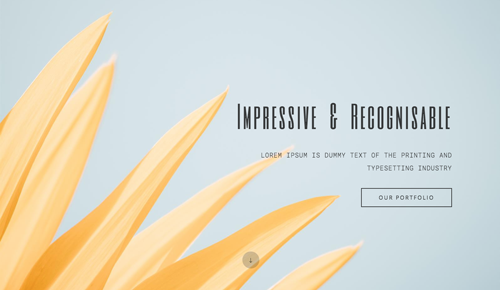 Impressive & Recognisable
LOREM IPSUM IS DUMMY TEXT OF THE PRINTING AND
TYPESETTING INDUSTRY
OUR PORTFOLIO
↓